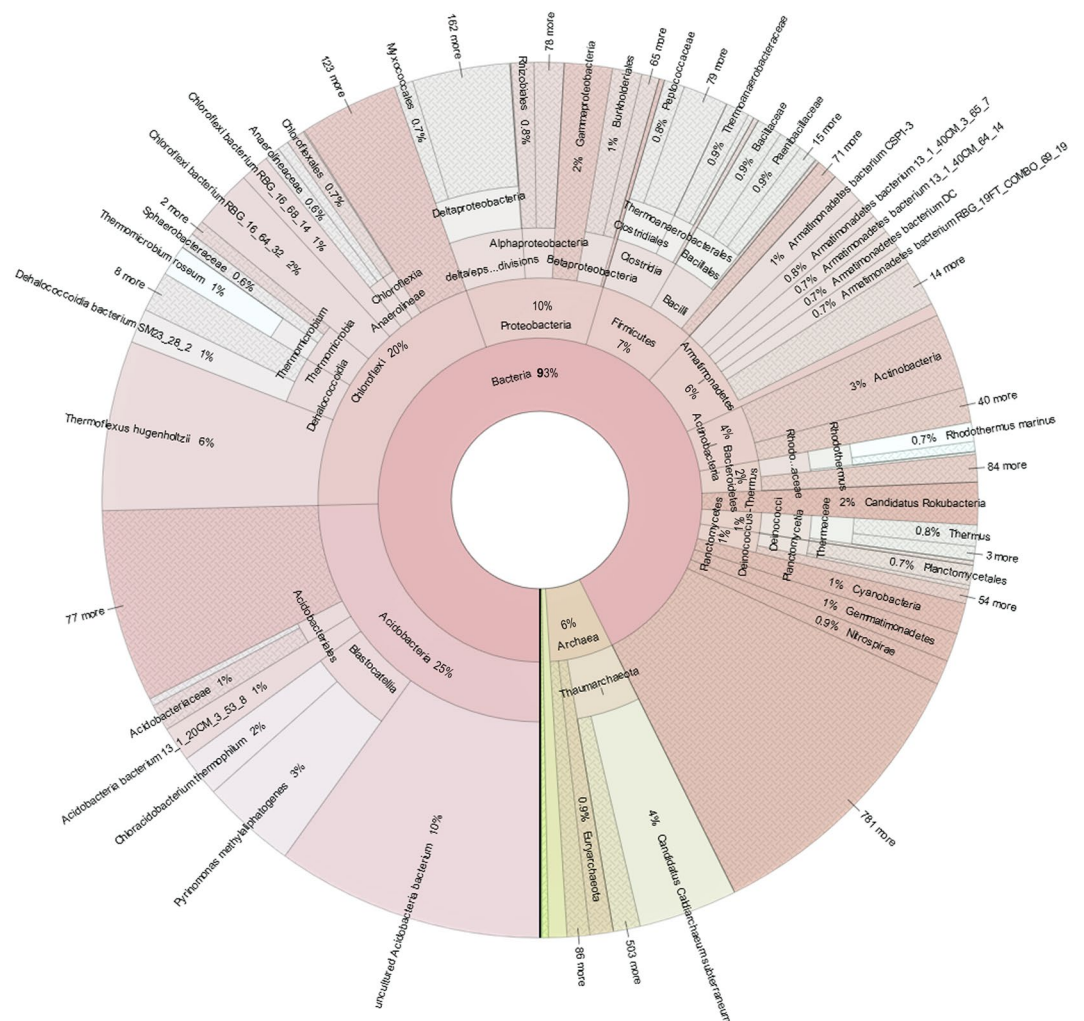 162 more
78 more
Myxococcales 0.7%
Rhizobiales 0.8%
2% Gammaproteobacteria
1% Burkholderiales
65 more
0.8% Peptococcaceae
79 more
0.9% Thermoanaerobacteraceae
0.9% Bacillaceae
0.9% Paenibacillaceae
15 more
71 more
123 more
Chloroflexales 0.7%
Anaerolineaceae 0.6%
Chloroflexi bacterium RBG_16_68_14 1%
Chloroflexi bacterium RBG_16_64_32 2%
2 more
Sphaerobacteraceae 0.6%
Thermomicrobium roseum 1%
8 more
Dehalococcoidia bacterium SM23_28_2 1%
Thermoflexus hugenholtzii 6%
1% Armatimonadetes bacterium CSP1-3
0.8% Armatimonadetes bacterium 13_1_40CM_3_65_7
0.7% Armatimonadetes bacterium 13_1_40CM_64_14
0.7% Armatimonadetes bacterium DC
0.7% Armatimonadetes bacterium RBG_19FT_COMBO_69_19
14 more
Deltaproteobacteria
delta/eps...divisions
Alphaproteobacteria
Betaproteobacteria
Thermoanaerobacterales
Clostridiales
Clostridia
Bacillales
Bacilli
Chloroflexia
Anaerolineae
Thermomicrobium
Thermomicrobia
Dehalococcoidia
Chloroflexi 20%
10%
Proteobacteria
Firmicutes
7%
Armatimonadetes
6%
Bacteria 93%
3% Actinobacteria
40 more
Actinobacteria
4%
Bacteroidetes
2%
Rhodo...aceae
Rhodothermus
0.7% Rhodothermus marinus
84 more
2% Candidatus Rokubacteria
Deinococcus-Thermus
1%
Deinococci
Thermaceae
0.8% Thermus
3 more
Planctomycetes
1%
Planctomycetia
0.7% Planctomycetales
54 more
1% Cyanobacteria
1% Gemmatimonadetes
0.9% Nitrospirae
781 more
77 more
Acidobacteria 25%
Acidobacteriales
Blastocatellia
Acidobacteriaceae 1%
Acidobacteria bacterium 13_1_20CM_3_53_8 1%
Chloracidobacterium thermophilum 2%
Pyrinomonas methylaliphatogenes 3%
uncultured Acidobacteria bacterium 10%
6%
Archaea
Thaumarchaeota
4% Candidatus Caldiarchaeum subterraneum
503 more
0.9% Euryarchaeota
86 more